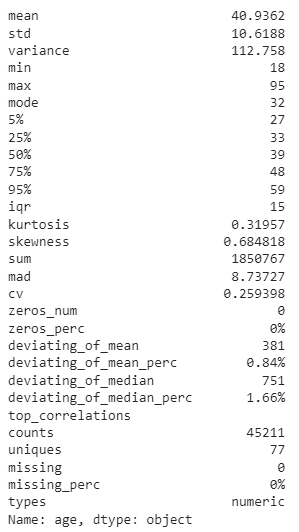 mean 40.9362
std 10.6188
variance 112.758
min 18
max 95
mode 32
5% 27
25% 33
50% 39
75% 48
95% 59
iqr 15
kurtosis 0.31957
skewness 0.684818
sum 1850767
mad 8.73727
cv 0.259398
zeros_num 0
zeros_perc 0%
deviating_of_mean 381
deviating_of_mean_perc 0.84%
deviating_of_median 751
deviating_of_median_perc 1.66%
top_correlations
counts 45211
uniques 77
missing 0
missing_perc 0%
types numeric
Name: age, dtype: object